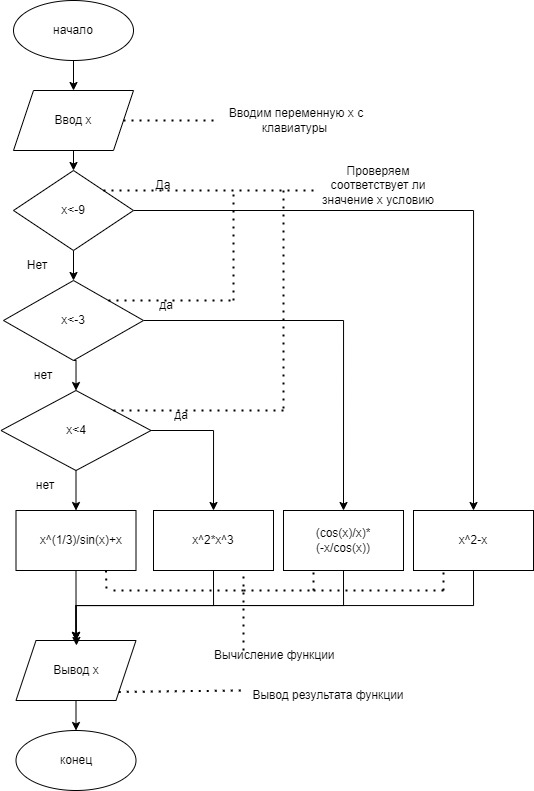 начало
Ввод x
Вводим переменную x с
клавиатуры
Проверяем
соответствует ли
значение x условию
Да
x<-9
Нет
да
x<-3
нет
да
x<4
нет
x^(1/3)/sin(x)+x
x^2*x^3
(cos(x)/x)*
(-x/cos(x))
x^2-x
Вычисление функции
Вывод x
Вывод результата функции
конец